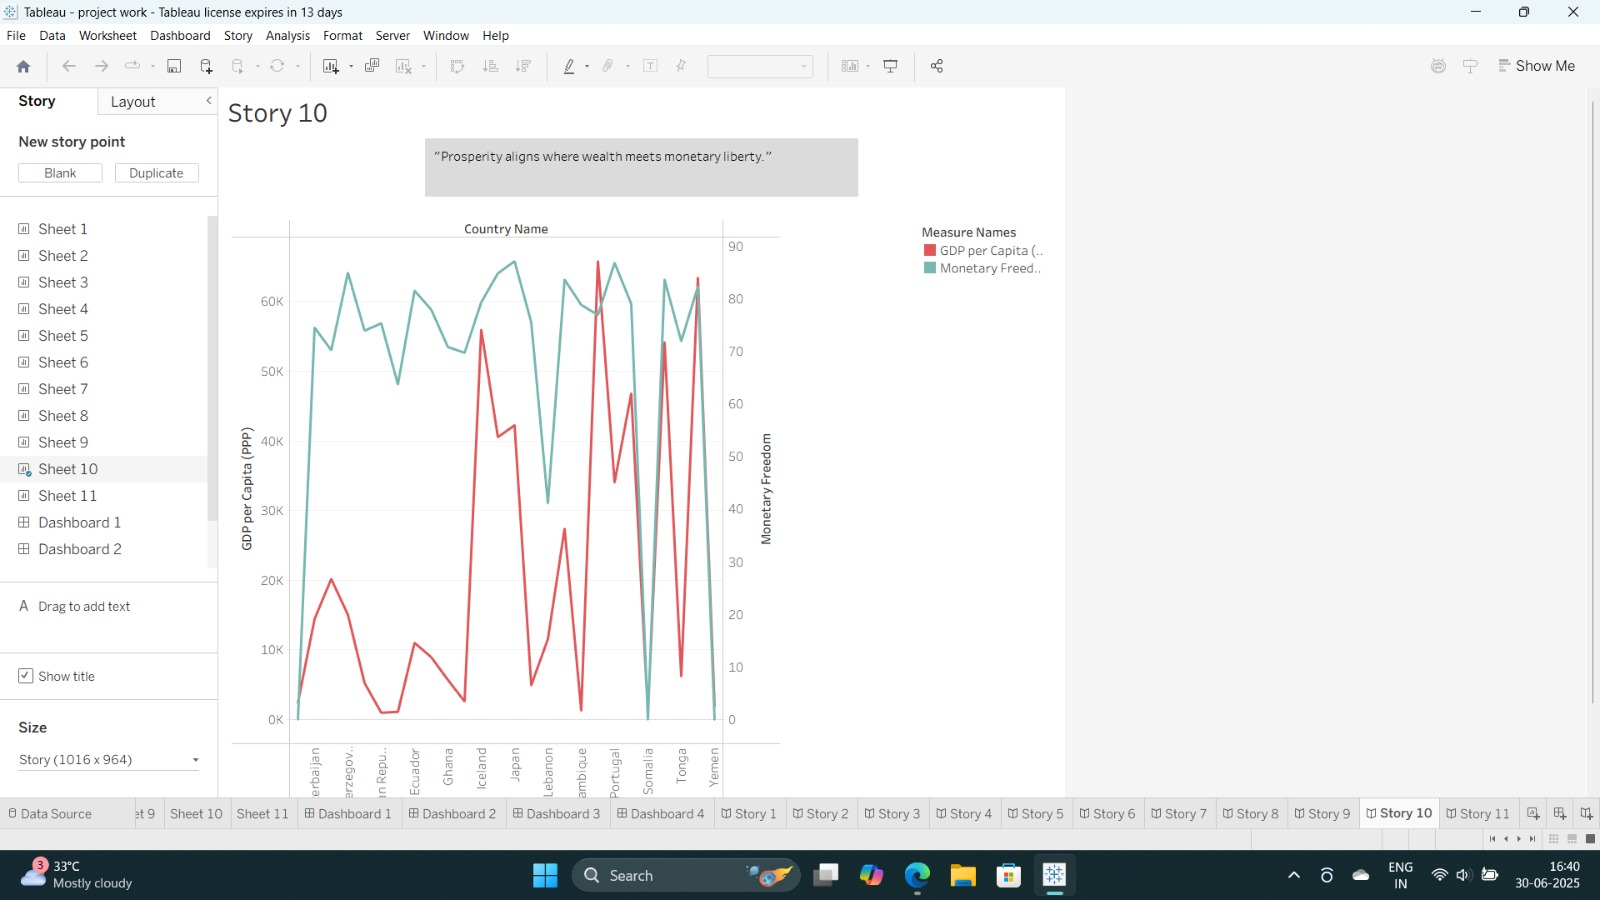 Tableau - project work - Tableau license expires in 13 days
File Data Worksheet Dashboard Story Analysis Format Server Window Help
Show Me
Story Layout
New story point
Blank Duplicate
Sheet 1
Sheet 2
Sheet 3
Sheet 4
Sheet 5
Sheet 6
Sheet 7
Sheet 8
Sheet 9
Sheet 10
Sheet 11
Dashboard 1
Dashboard 2
A Drag to add text
Show title
Size
Story (1016 x 964)
Story 10
"Prosperity aligns where wealth meets monetary liberty."
Country Name
GDP per Capita (PPP)
60K
50K
40K
30K
20K
10K
0K
90
80
70
60
50
40
30
20
10
0
Monetary Freedom
erbaijan
erzegov..
an Repu..
Ecuador
Ghana
Iceland
Japan
Lebanon
ambique
Portugal
Somalia
Tonga
Yemen
Measure Names
GDP per Capita (..
Monetary Freed..
Data Source et 9 Sheet 10 Sheet 11 Dashboard 1 Dashboard 2 Dashboard 3 Dashboard 4 Story 1 Story 2 Story 3 Story 4 Story 5 Story 6 Story 7 Story 8 Story 9 Story 10 Story 11
3
33°C
Mostly cloudy
Search
ENG
IN
16:40
30-06-2025